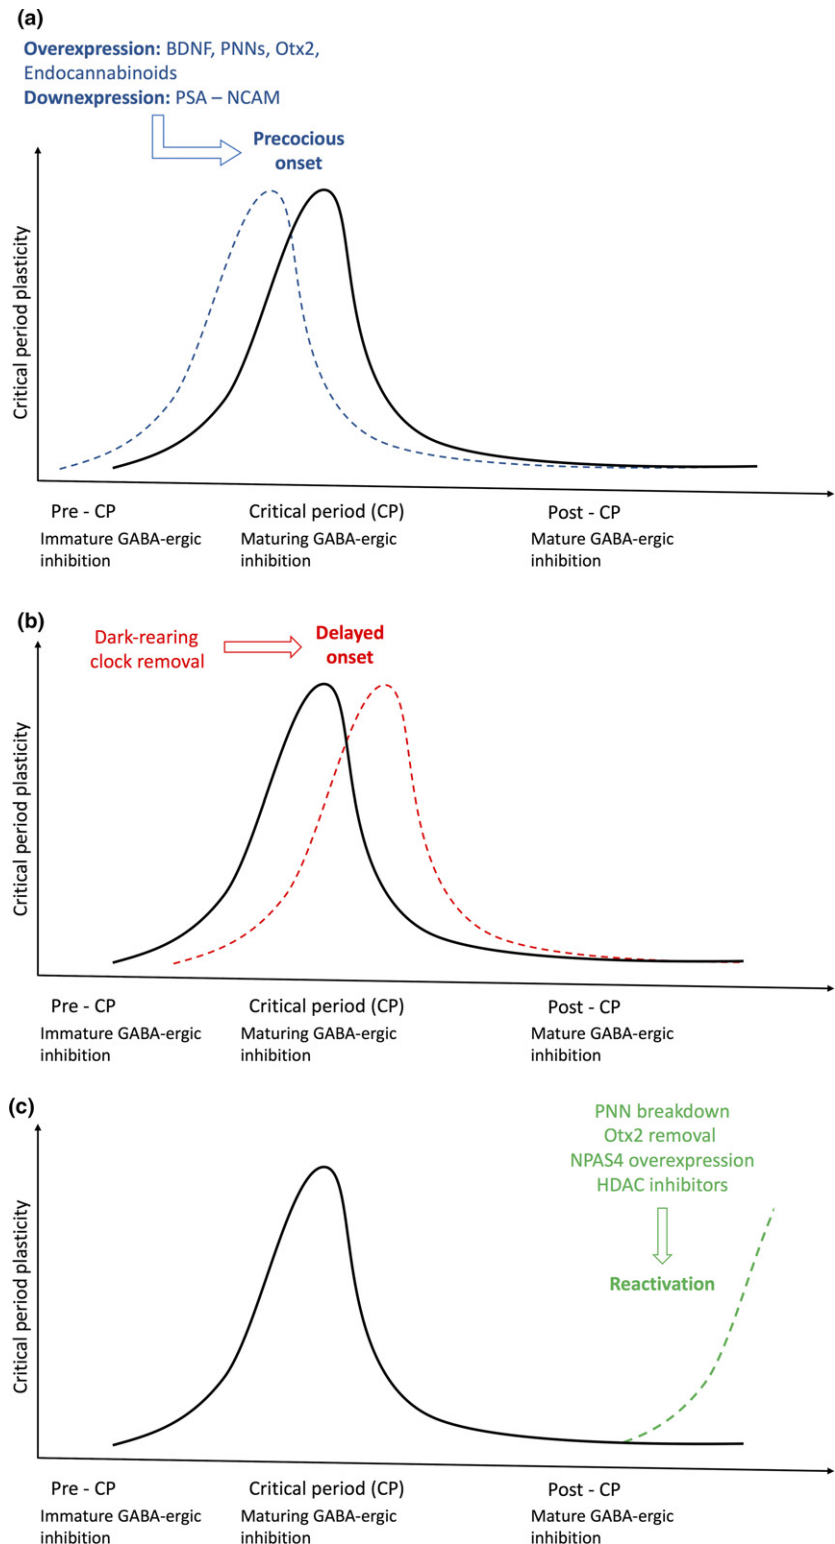 (a)
Overexpression: BDNF, PNNs, Otx2,
Endocannabinoids
Downexpression: PSA – NCAM
Precocious
onset
Critical period plasticity
Pre - CP
Immature GABA-ergic
inhibition
Critical period (CP)
Maturing GABA-ergic
inhibition
Post - CP
Mature GABA-ergic
inhibition
(b)
Dark-rearing
clock removal
Delayed
onset
Critical period plasticity
Pre - CP
Immature GABA-ergic
inhibition
Critical period (CP)
Maturing GABA-ergic
inhibition
Post - CP
Mature GABA-ergic
inhibition
(c)
PNN breakdown
Otx2 removal
NPAS4 overexpression
HDAC inhibitors
Reactivation
Critical period plasticity
Pre - CP
Immature GABA-ergic
inhibition
Critical period (CP)
Maturing GABA-ergic
inhibition
Post - CP
Mature GABA-ergic
inhibition